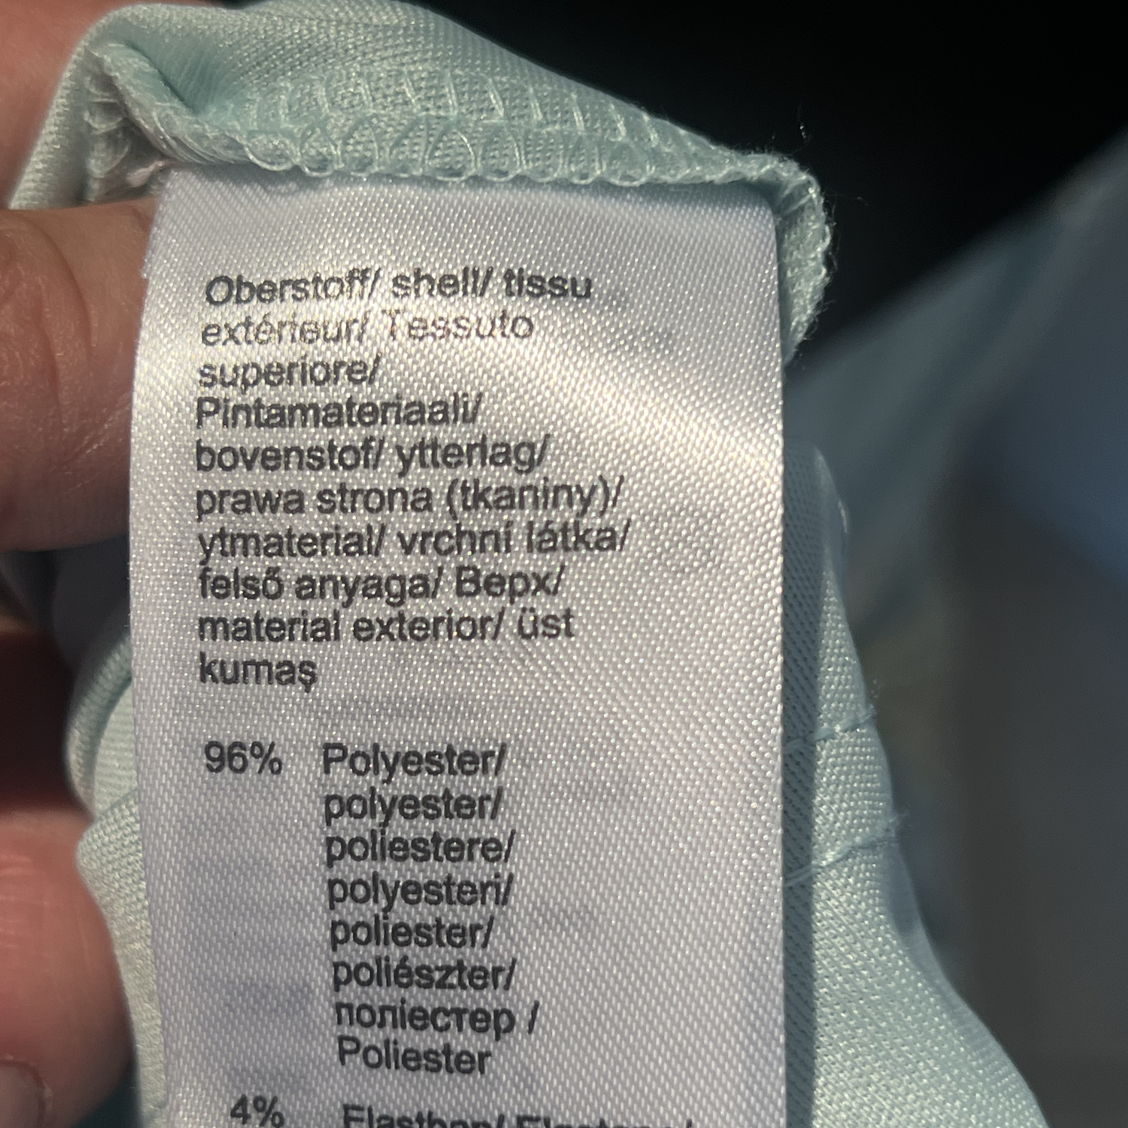 Oberstoff/ shell/ tissu
extérieur/ Tessuto
superiore/
Pintamateriaali/
bovenstof/ ytterlag/
prawa strona (tkaniny)/
ytmaterial/ vrchní látka/
felső anyaga/ Верх/
material exterior/ üst
kumaş
96% Polyester/
polyester/
poliestere/
polyesteri/
poliester/
poliészter/
поліестер /
Poliester
4% Elasthan/